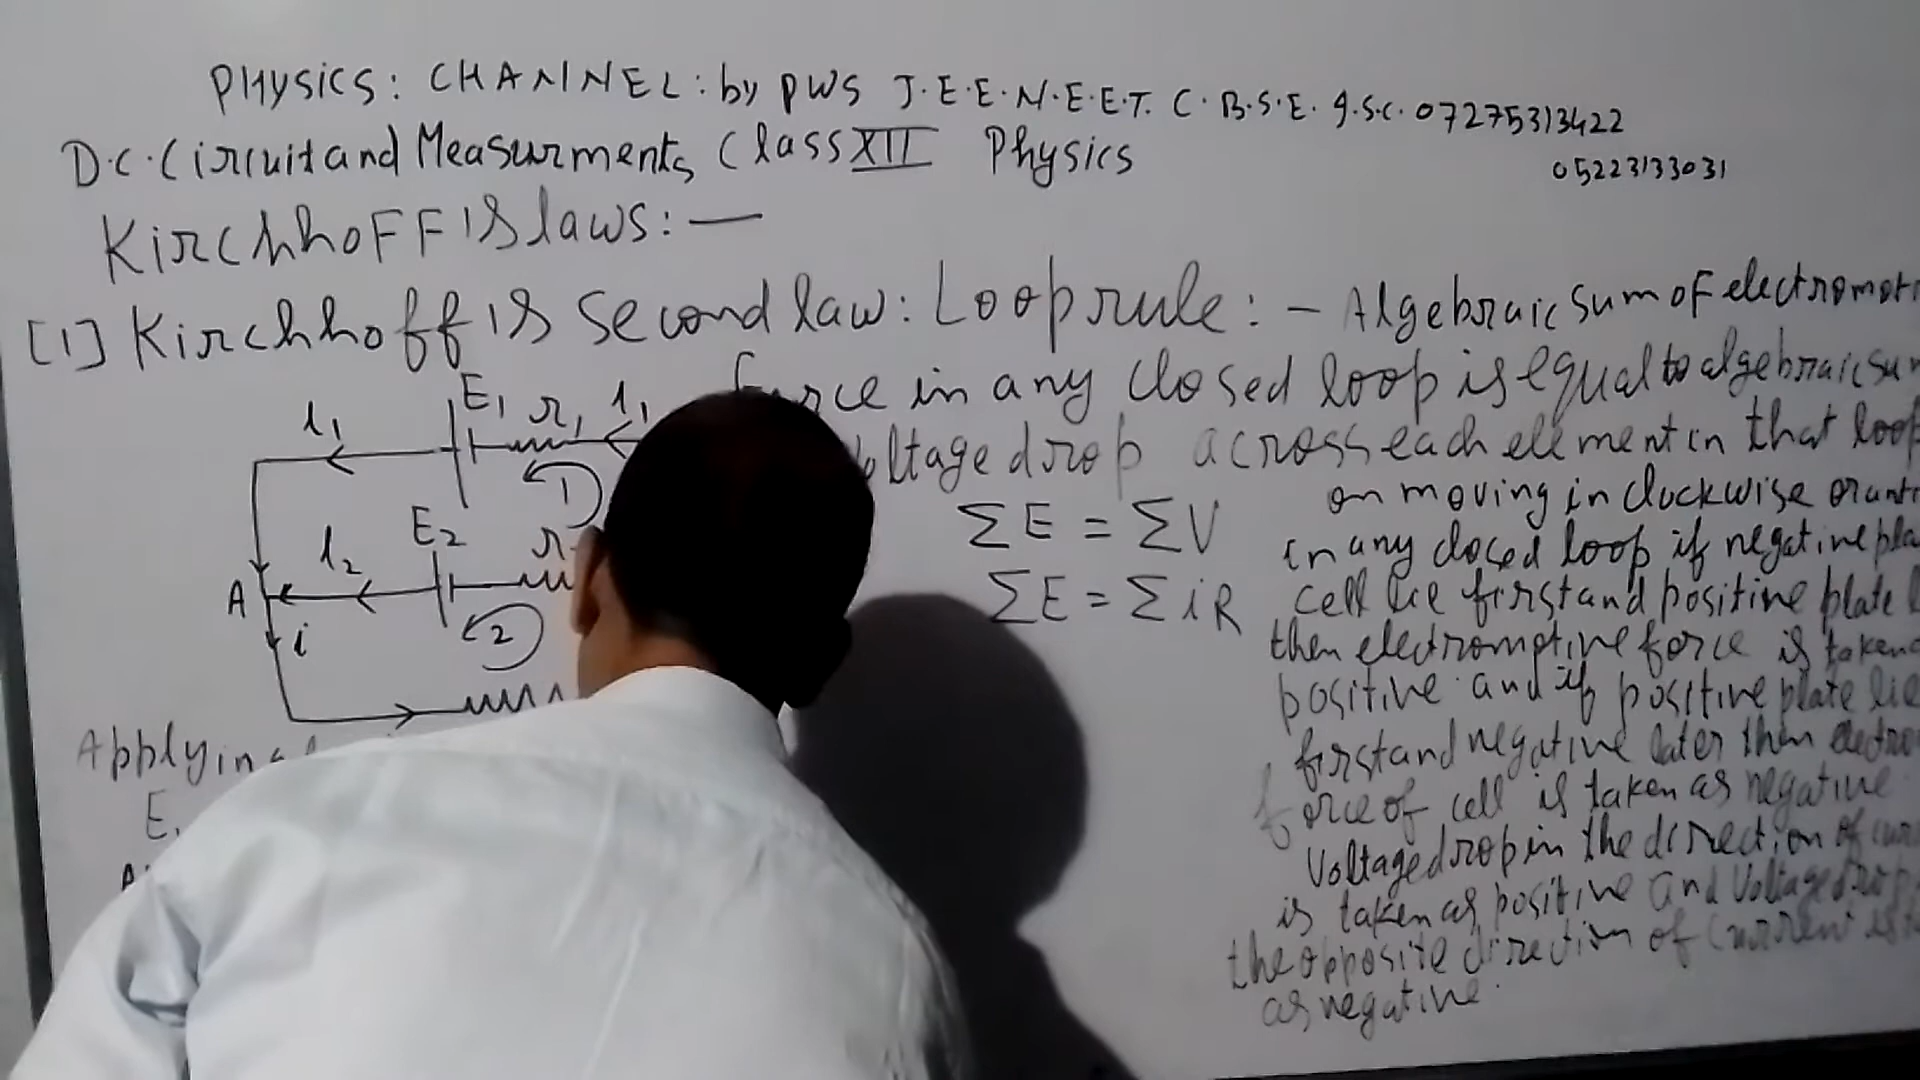 PHYSICS: CHANNEL: by PWS J.E.E.N.E.E.T. C.B.S.E. I.S.C. 07275313422
05223133031
D.C. Circuit and Measurments, Class XII Physics
KirchhoFF's laws: —
[1] Kirchhoff's second law: Loop rule: - Algebraic sum of electromot
force in any closed loop is equal to algebraic sum
voltage drop across each element in that loop
on moving in clockwise or anti
in any closed loop if negative pla
cell lie first and positive plate l
then electromotive force is taken
positive and if positive plate lie
first and negative later then electro
force of cell is taken as negative
Voltage drop in the direction of curr
is taken as positive and Voltage drop
the opposite direction of current is
as negative.
ΣE = ΣV
ΣE = ΣiR
E1 r1 i1
i1
1
E2
i2
A
i
2
Applying
E